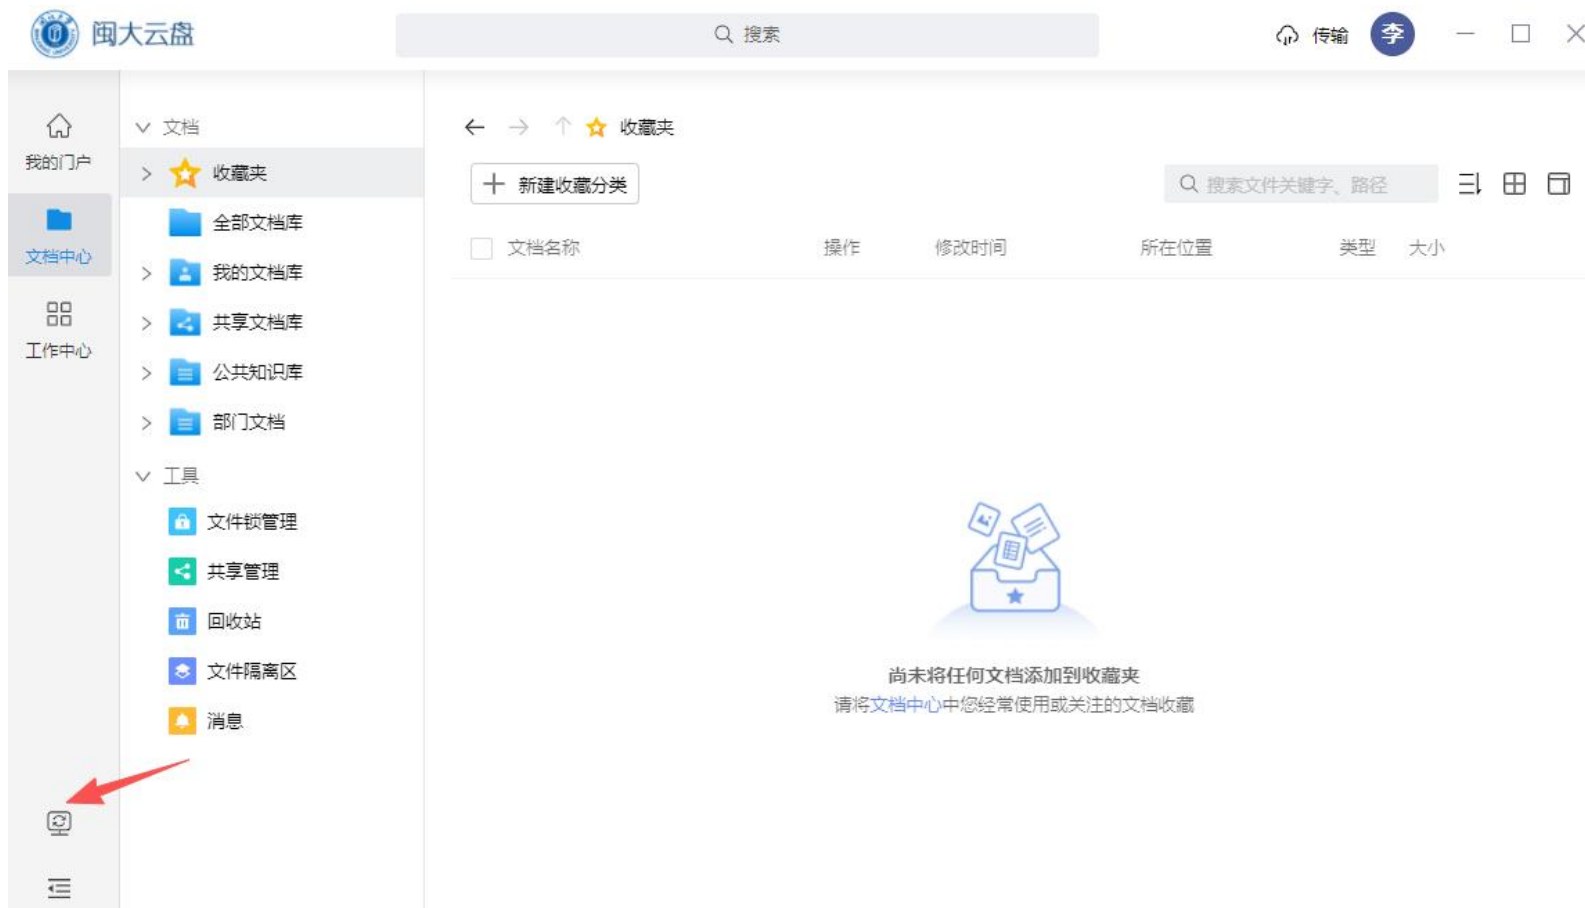 闽大云盘
搜索
传输
李
我的门户
文档中心
工作中心
文档
收藏夹
全部文档库
我的文档库
共享文档库
公共知识库
部门文档
工具
文件锁管理
共享管理
回收站
文件隔离区
消息
收藏夹
新建收藏分类
搜索文件关键字、路径
文档名称 操作 修改时间 所在位置 类型 大小
尚未将任何文档添加到收藏夹
请将文档中心中您经常使用或关注的文档收藏